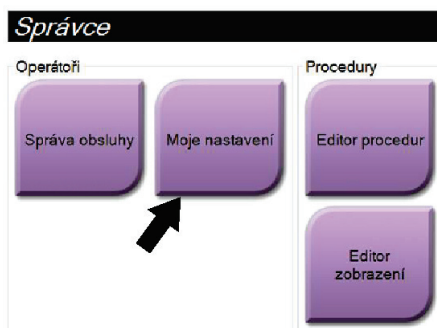 Správce
Operátoři
Procedury
Správa obsluhy
Moje nastavení
Editor procedur
Editor
zobrazení